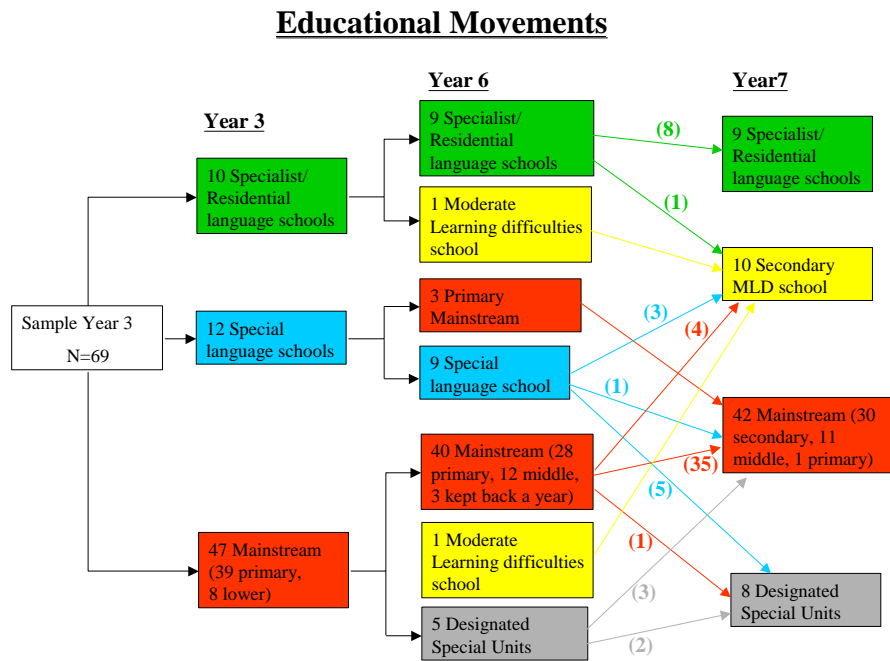 Educational Movements
Year 3
Year 6
Year7
Sample Year 3
N=69
10 Specialist/
Residential
language schools
12 Special
language schools
47 Mainstream
(39 primary,
8 lower)
9 Specialist/
Residential
language schools
1 Moderate
Learning difficulties
school
3 Primary
Mainstream
9 Special
language school
40 Mainstream (28
primary, 12 middle,
3 kept back a year)
1 Moderate
Learning difficulties
school
5 Designated
Special Units
(8)
(1)
(3)
(4)
(1)
(35)
(5)
(1)
(3)
(2)
9 Specialist/
Residential
language schools
10 Secondary
MLD school
42 Mainstream (30
secondary, 11
middle, 1 primary)
8 Designated
Special Units